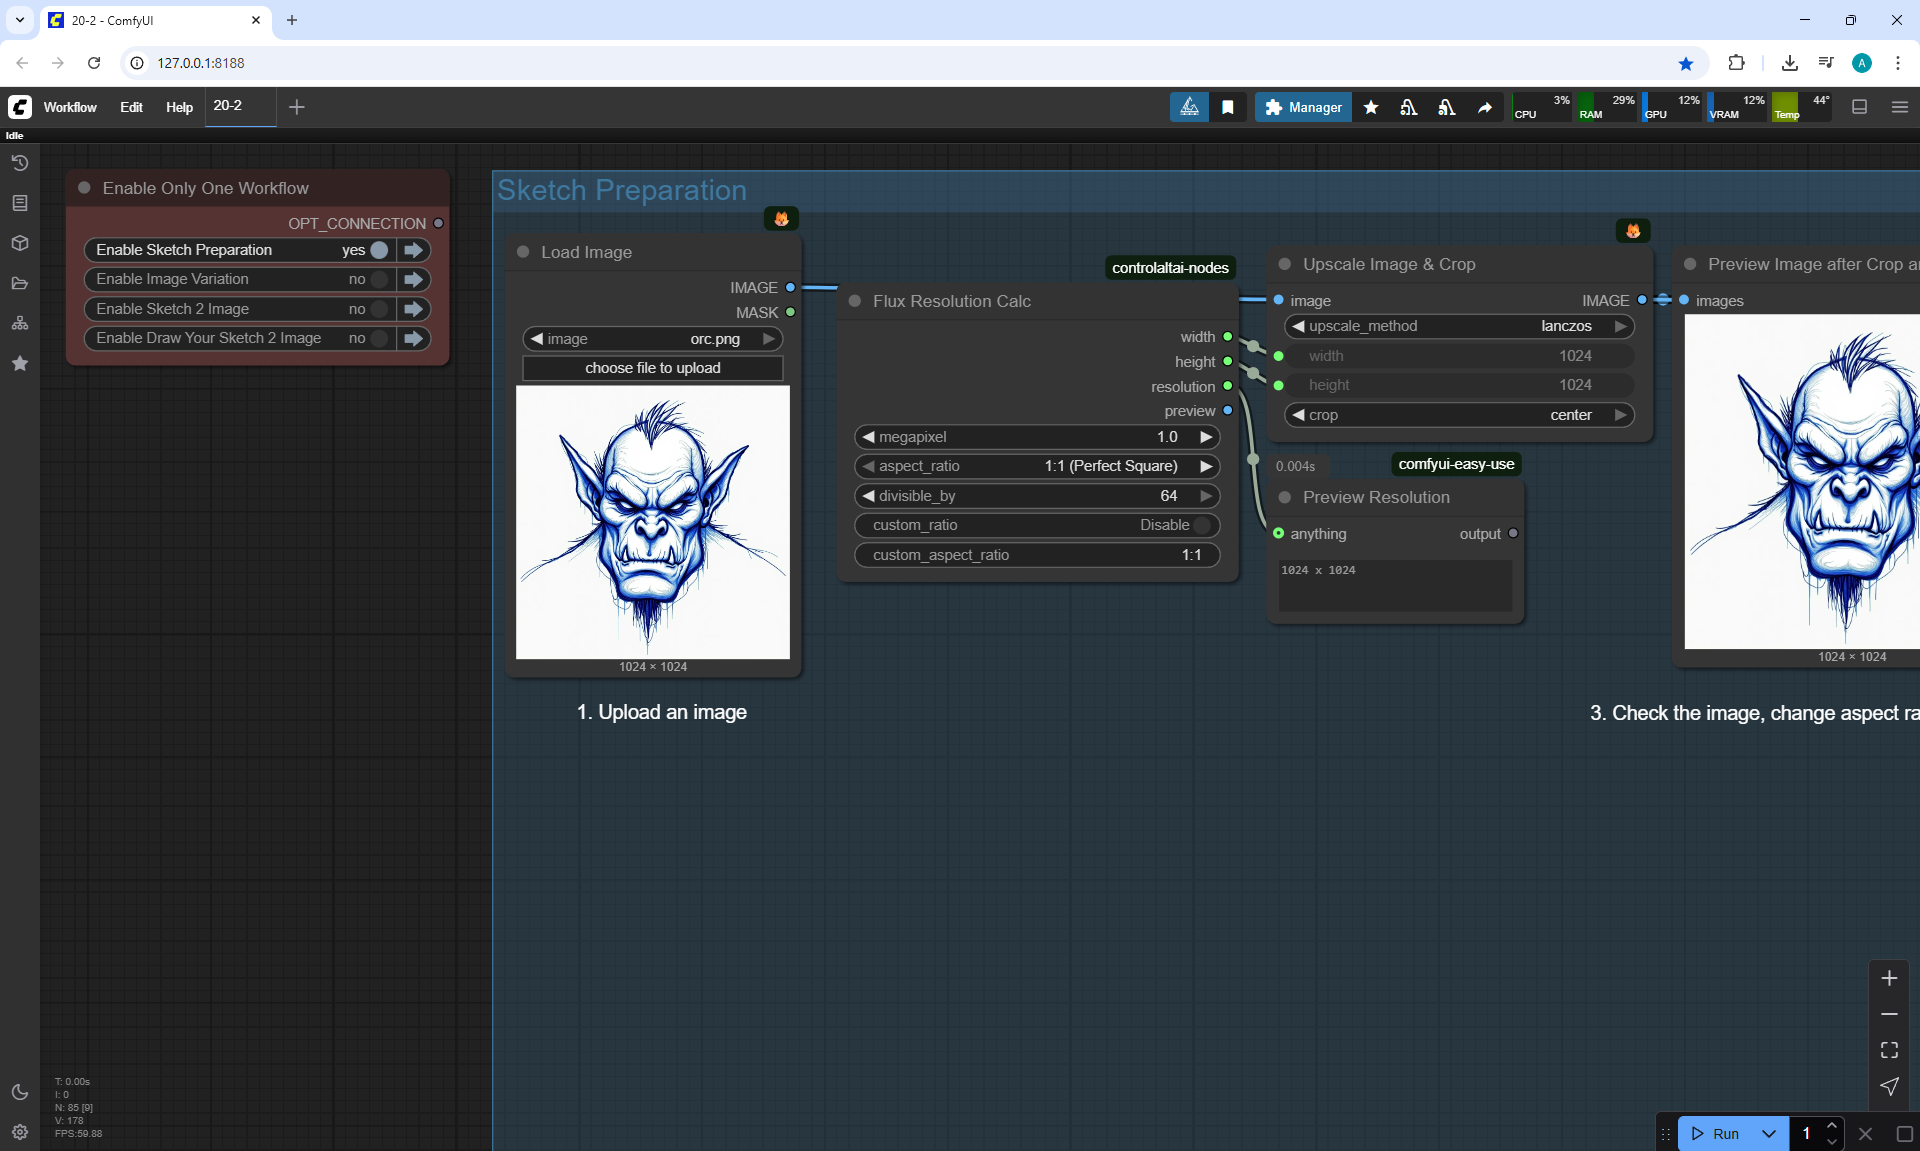 20-2 - ComfyUI
127.0.0.1:8188
A
Workflow Edit Help 20-2
Manager
CPU 3% RAM 29% GPU 12% VRAM 12% Temp 44°
Idle
Enable Only One Workflow
OPT_CONNECTION
Enable Sketch Preparation yes
Enable Image Variation no
Enable Sketch 2 Image no
Enable Draw Your Sketch 2 Image no
Sketch Preparation
Load Image
IMAGE
MASK
image orc.png
choose file to upload
1024 × 1024
1. Upload an image
controlaltai-nodes
Flux Resolution Calc
width
height
resolution
preview
megapixel 1.0
aspect_ratio 1:1 (Perfect Square)
divisible_by 64
custom_ratio Disable
custom_aspect_ratio 1:1
Upscale Image & Crop
image IMAGE
upscale_method lanczos
width 1024
height 1024
crop center
0.004s
comfyui-easy-use
Preview Resolution
anything output
1024 x 1024
Preview Image after Crop a
images
1024 × 1024
3. Check the image, change aspect ra
T: 0.00s
I: 0
N: 85 [9]
V: 178
FPS:59.88
Run 1